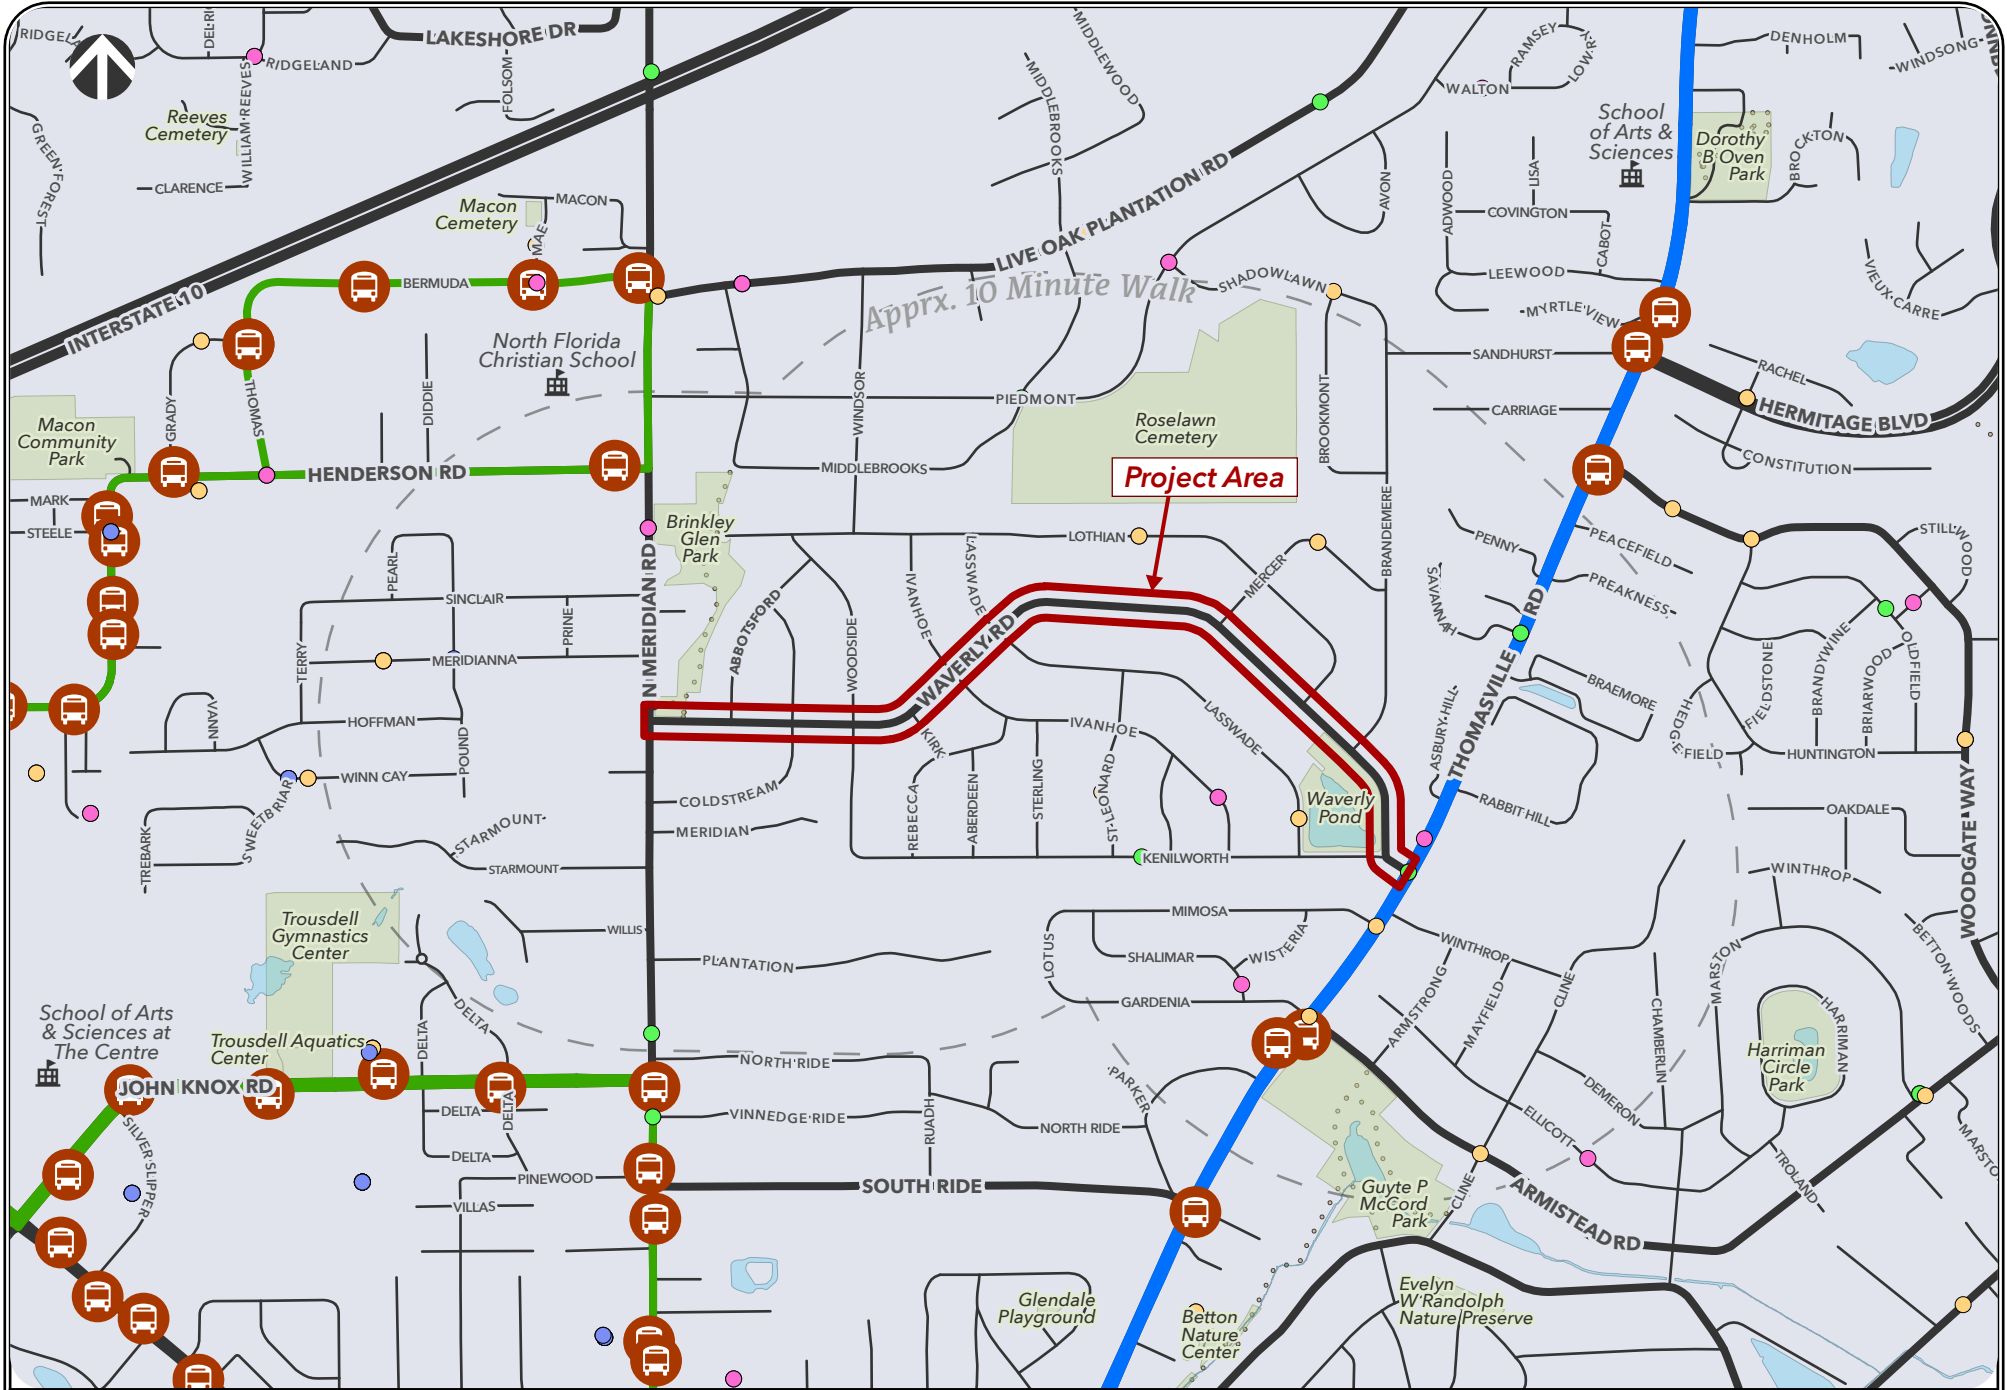 RIDGELA
DEL RI
LAKESHORE DR
RIDGELAND
WILLIAM REEVES
FOLSOM
MIDDLEWOOD
MIDDLEBROOKS
RAMSEY
LOWRY
WALTON
DENHOLM
WINDSONG
Reeves
Cemetery
GREEN FOREST
CLARENCE
School
of Arts &
Sciences
Dorothy
B Oven
Park
BROCKTON
Macon
Cemetery
MACON
MAE
LIVE OAK PLANTATION RD
AVON
ADWOOD
LISA
COVINGTON
CABOT
LEEWOOD
MYRTLE VIEW
VIEUX CARRE
INTERSTATE 10
BERMUDA
Apprx. 10 Minute Walk
SHADOWLAWN
North Florida
Christian School
SANDHURST
RACHEL
CARRIAGE
HERMITAGE BLVD
CONSTITUTION
GRADY
THOMAS
DIDDIE
WINDSOR
PIEDMONT
BROOKMONT
Macon
Community
Park
Roselawn
Cemetery
HENDERSON RD
MIDDLEBROOKS
Project Area
MARK
STEELE
Brinkley
Glen
Park
LOTHIAN
BRANDEMERE
PENNY
PEACEFIELD
PREAKNESS
STILLWOOD
PEARL
SINCLAIR
PRINE
N MERIDIAN RD
ABBOTSFORD
WOODSIDE
IVANHOE
LASSWADE
MERCER
SAVANNAH
THOMASVILLE RD
TERRY
MERIDIANNA
WAVERLY RD
BRAEMORE
HEDGEFIELD
FIELDSTONE
BRANDYWINE
BRIARWOOD
OLDFIELD
VANN
HOFFMAN
POUND
KIRK
IVANHOE
LASSWADE
ASBURY HILL
HUNTINGTON
WINN CAY
SWEETBRIAR
COLDSTREAM
REBECCA
ABERDEEN
STERLING
ST LEONARD
Waverly
Pond
RABBIT HILL
OAKDALE
WOODGATE WAY
TREBARK
STARMOUNT
MERIDIAN
STARMOUNT
KENILWORTH
WINTHROP
Trousdell
Gymnastics
Center
WILLIS
PLANTATION
LOTUS
MIMOSA
SHALIMAR
WISTERIA
GARDENIA
WINTHROP
ARMSTRONG
MAYFIELD
CLINE
CHAMBERLIN
MARSTON
BETTON WOODS
HARRIMAN
Harriman
Circle
Park
School of Arts
& Sciences at
The Centre
Trousdell Aquatics
Center
DELTA
DELTA
JOHN KNOX RD
NORTH RIDE
PARKER
SILVER SLIPPER
DELTA
DELTA
DELTA
VINNEDGE RIDE
RUADH
NORTH RIDE
DEMERON
ELLICOTT
MARSTO
TROLAND
PINEWOOD
VILLAS
SOUTH RIDE
Guyte P
McCord
Park
CLINE
ARMISTEAD RD
Glendale
Playground
Betton
Nature
Center
Evelyn
W Randolph
Nature Preserve